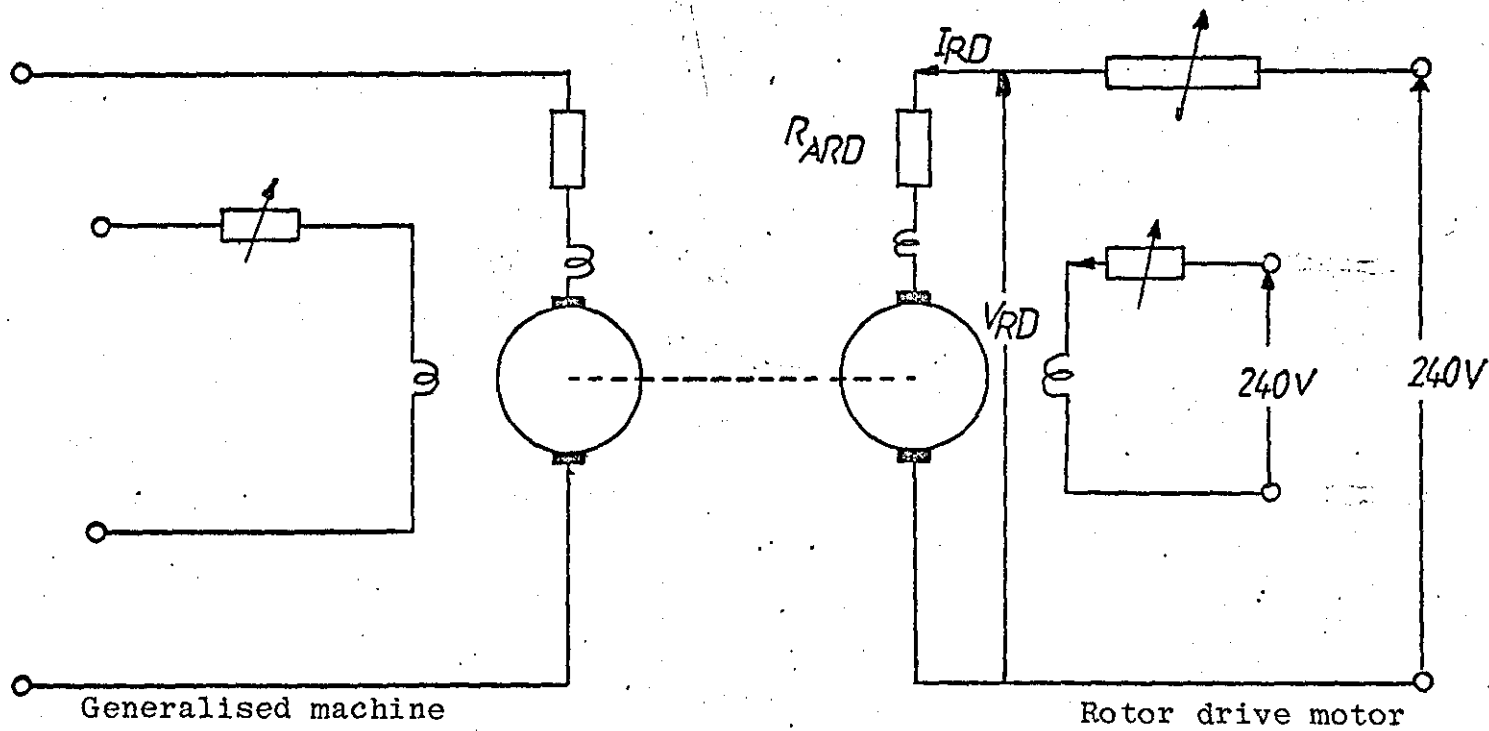 I_RD
R_ARD
V_RD
240V
240V
Generalised machine
Rotor drive motor